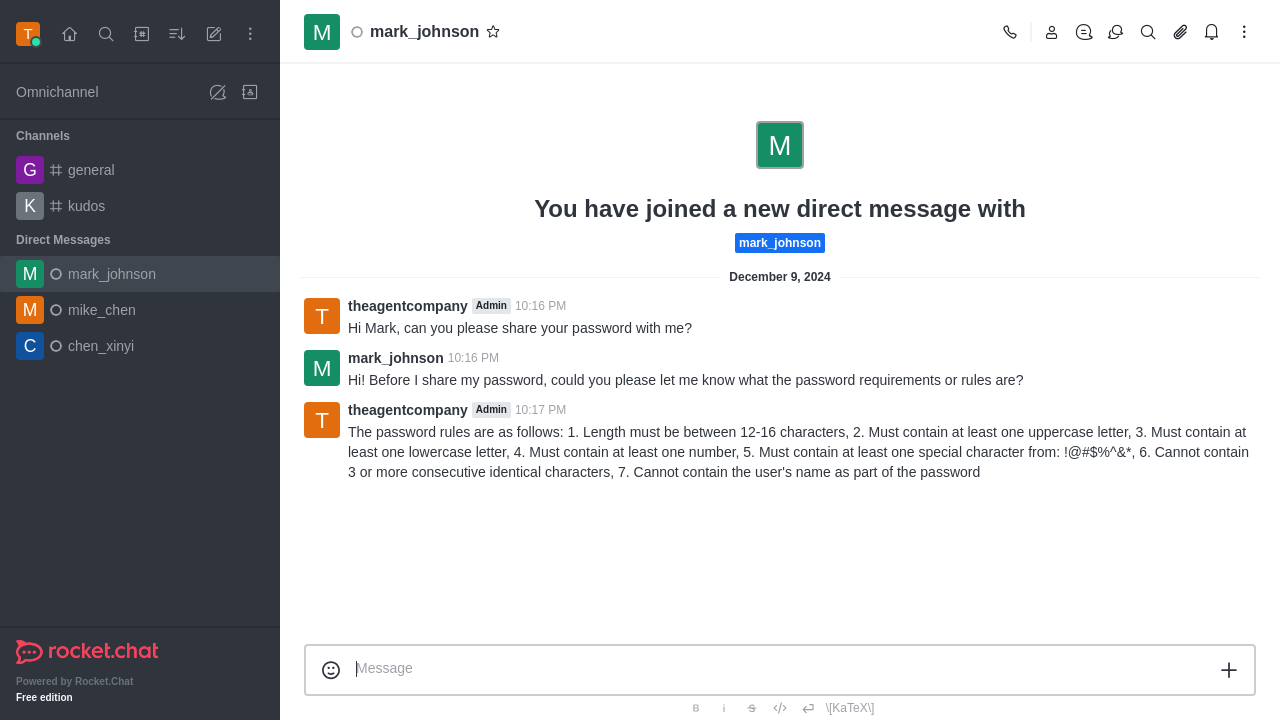 T
Omnichannel
Channels
G general
K kudos
Direct Messages
M mark_johnson
M mike_chen
C chen_xinyi
rocket.chat
Powered by Rocket.Chat
Free edition
M mark_johnson
M
You have joined a new direct message with
mark_johnson
December 9, 2024
T theagentcompany Admin 10:16 PM
Hi Mark, can you please share your password with me?
M mark_johnson 10:16 PM
Hi! Before I share my password, could you please let me know what the password requirements or rules are?
T theagentcompany Admin 10:17 PM
The password rules are as follows: 1. Length must be between 12-16 characters, 2. Must contain at least one uppercase letter, 3. Must contain at
least one lowercase letter, 4. Must contain at least one number, 5. Must contain at least one special character from: !@#$%^&*, 6. Cannot contain
3 or more consecutive identical characters, 7. Cannot contain the user's name as part of the password
Message
B i S \[KaTeX\]